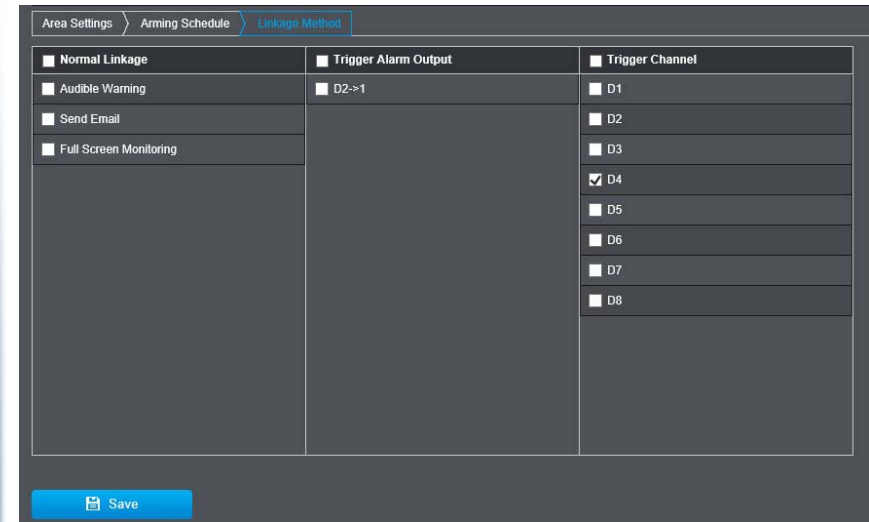 Area Settings Arming Schedule Linkage Method
Normal Linkage Trigger Alarm Output Trigger Channel
Audible Warning D2->1 D1
Send Email D2
Full Screen Monitoring D3
D4
D5
D6
D7
D8
Save